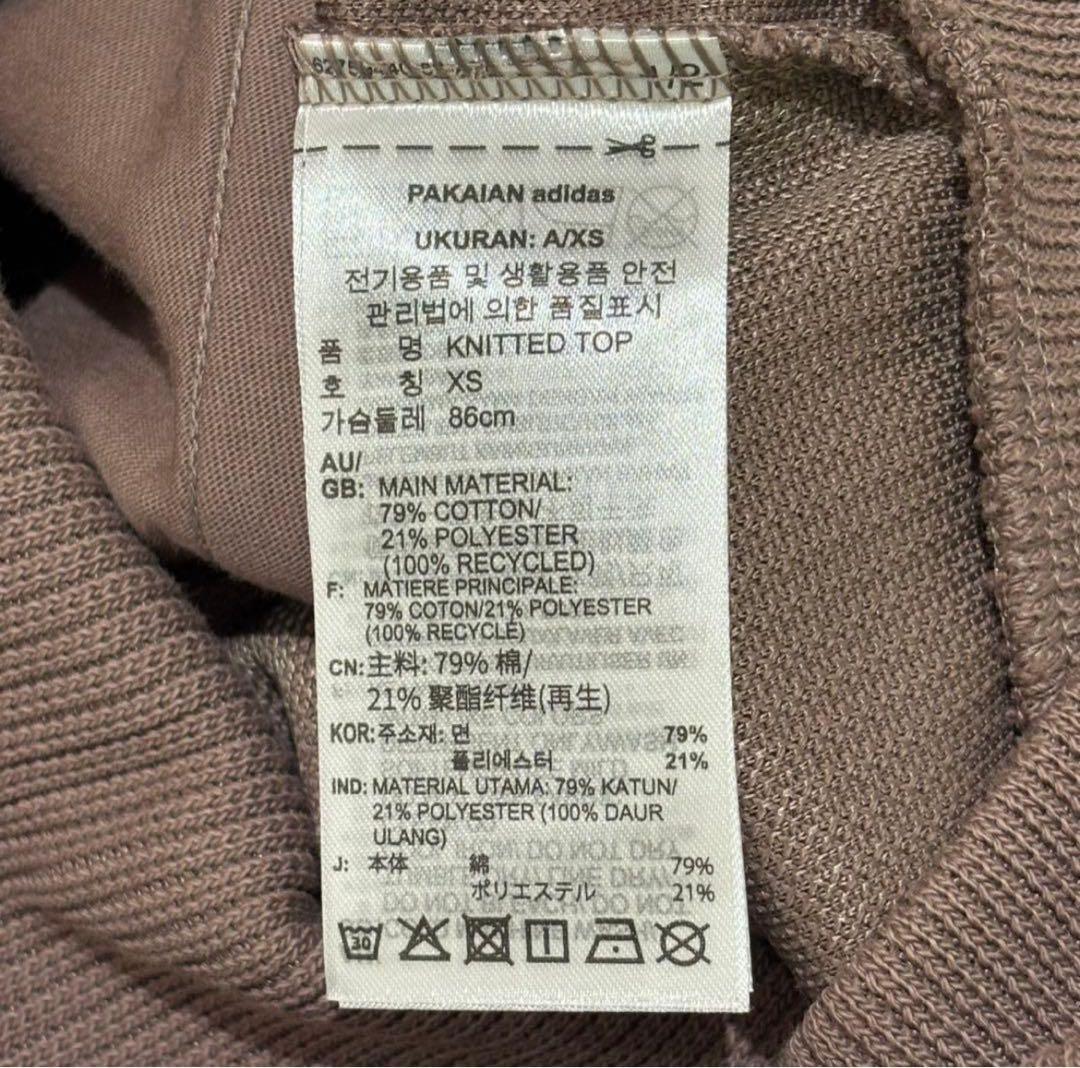 PAKAIAN adidas
UKURAN: A/XS
전기용품 및 생활용품 안전
관리법에 의한 품질표시
품 명 KNITTED TOP
호 칭 XS
가슴둘레 86cm
AU/
GB: MAIN MATERIAL:
79% COTTON/
21% POLYESTER
(100% RECYCLED)
F: MATIERE PRINCIPALE:
79% COTON/21% POLYESTER
(100% RECYCLE)
CN: 主料: 79% 棉/
21% 聚酯纤维(再生)
KOR: 주소재: 면 79%
폴리에스터 21%
IND: MATERIAL UTAMA: 79% KATUN/
21% POLYESTER (100% DAUR
ULANG)
J: 本体 綿 79%
ポリエステル 21%
30